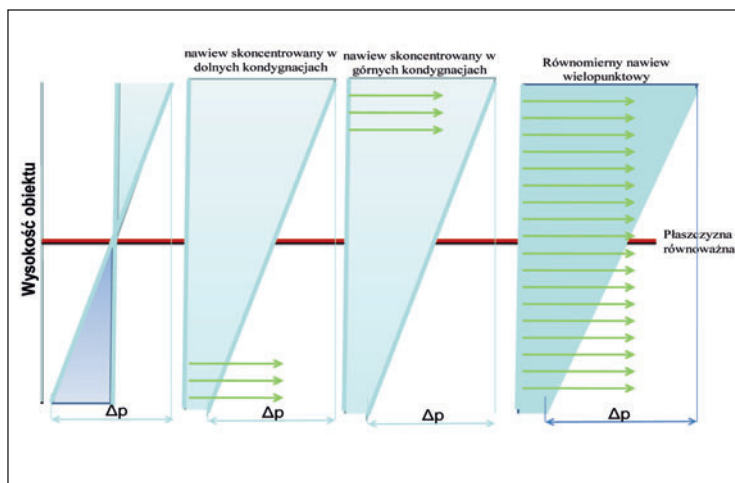 nawiew skoncentrowany w
dolnych kondygnacjach
nawiew skoncentrowany w
górnych kondygnacjach
Równomierny nawiew
wielopunktowy
Wysokość obiektu
Płaszczyzna
równoważna
Δp
Δp
Δp
Δp